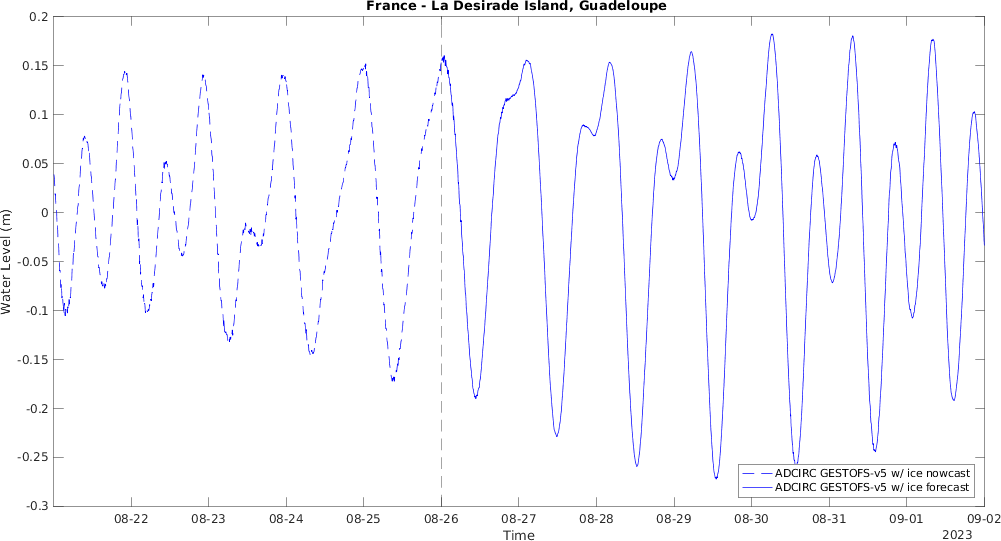 France - La Desirade Island, Guadeloupe
0.2
0.15
0.1
0.05
0
-0.05
-0.1
-0.15
-0.2
-0.25
-0.3
Water Level (m)
ADCIRC GESTOFS-v5 w/ ice nowcast
ADCIRC GESTOFS-v5 w/ ice forecast
08-22 08-23 08-24 08-25 08-26 08-27 08-28 08-29 08-30 08-31 09-01 09-02
Time
2023